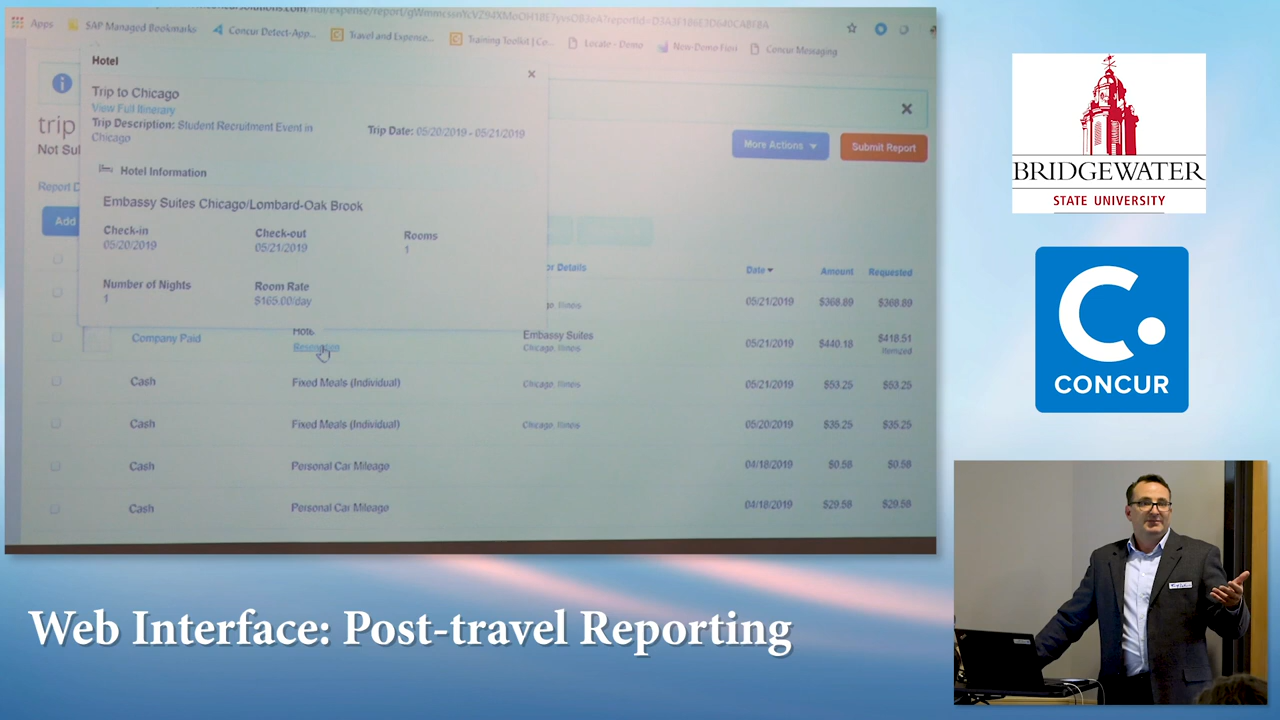 Apps
SAP Managed Bookmarks
Concur Detect-App...
Travel and Expense...
Training Toolkit | Co...
Locate - Demo
New Demo Fied
Concur Messaging
Hotel
Trip to Chicago
View Full Itinerary
Trip Description: Student Recruitment Event in
Chicago
Trip Date: 05/20/2019 - 05/21/2019
trip
Not Su
More Actions
Submit Report
Hotel Information
Report D
Embassy Suites Chicago/Lombard-Oak Brook
Add
Check-in
Check-out
Rooms
05/20/2019
05/21/2019
1
or Details
Date
Amount
Requested
Number of Nights
Room Rate
1
$165.00/day
Illinois
05/21/2019
$368.89
$368.89
Company Paid
Embassy Suites
Chicago, Illinois
05/21/2019
$440.18
$418.51
Itemized
Cash
Fixed Meals (Individual)
Chicago, Illinois
05/21/2019
$53.25
$53.25
Cash
Fixed Meals (Individual)
Chicago, Illinois
05/20/2019
$35.25
$35.25
Cash
Personal Car Mileage
04/18/2019
$0.58
$0.58
Cash
Personal Car Mileage
04/18/2019
$29.58
$29.58
Web Interface: Post-travel Reporting
BRIDGEWATER
STATE UNIVERSITY
CONCUR